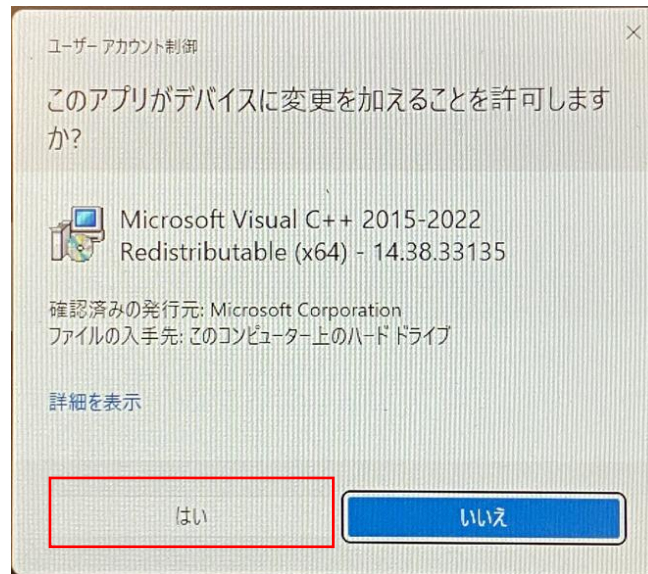 ユーザー アカウント制御
このアプリがデバイスに変更を加えることを許可します
か?
Microsoft Visual C++ 2015-2022
Redistributable (x64) - 14.38.33135
確認済みの発行元: Microsoft Corporation
ファイルの入手先: このコンピューター上のハード ドライブ
詳細を表示
はい
いいえ